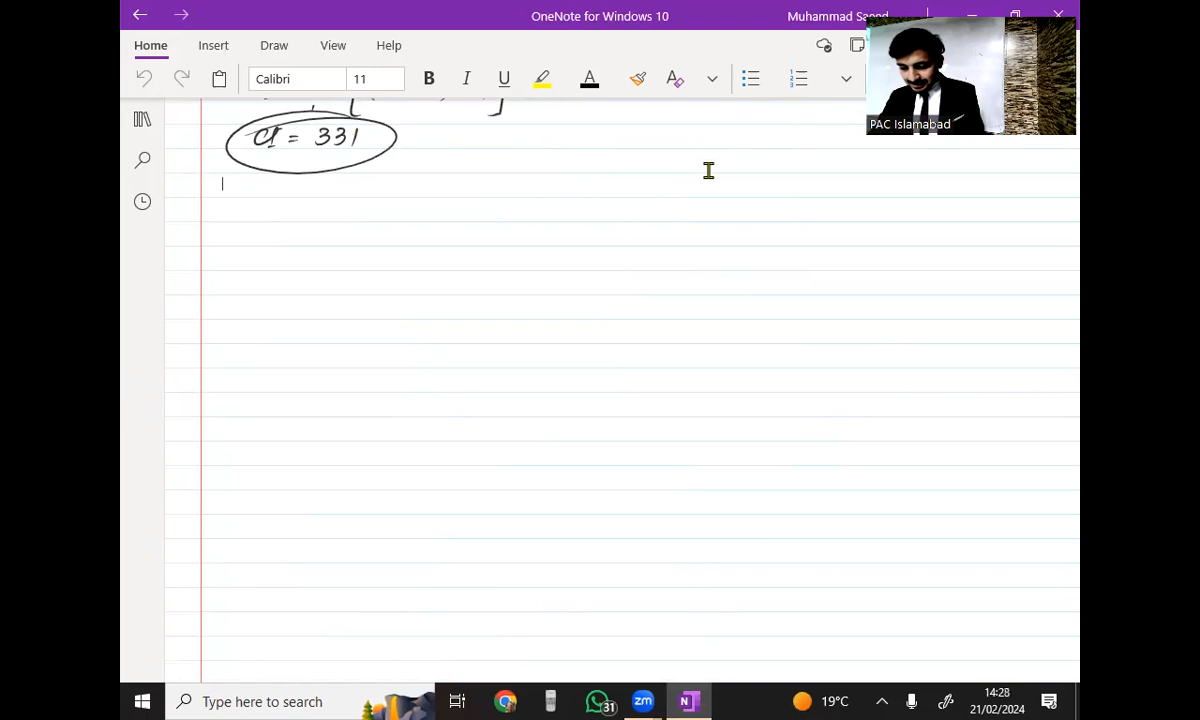 OneNote for Windows 10
Muhammad Saeed
Home Insert Draw View Help
Calibri 11 B I U A A
PAC Islamabad
= 331
31
zm
N
Type here to search
19°C
14:28
21/02/2024